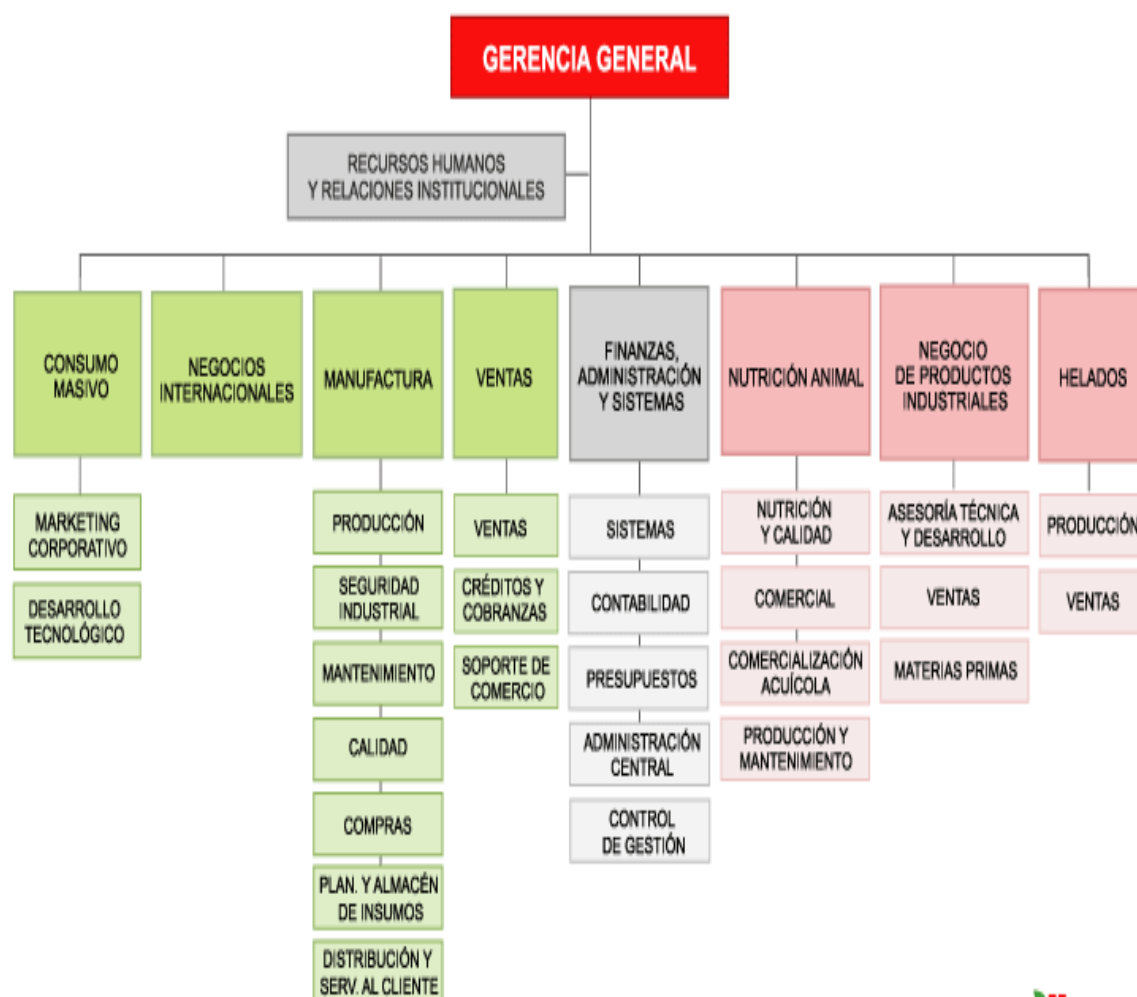 GERENCIA GENERAL
RECURSOS HUMANOS
Y RELACIONES INSTITUCIONALES
CONSUMO
MASIVO
NEGOCIOS
INTERNACIONALES
MANUFACTURA
VENTAS
FINANZAS,
ADMINISTRACIÓN
Y SISTEMAS
NUTRICIÓN ANIMAL
NEGOCIO
DE PRODUCTOS
INDUSTRIALES
HELADOS
MARKETING
CORPORATIVO
DESARROLLO
TECNOLÓGICO
PRODUCCIÓN
SEGURIDAD
INDUSTRIAL
MANTENIMIENTO
CALIDAD
COMPRAS
PLAN. Y ALMACÉN
DE INSUMOS
DISTRIBUCIÓN Y
SERV. AL CLIENTE
VENTAS
CRÉDITOS Y
COBRANZAS
SOPORTE DE
COMERCIO
SISTEMAS
CONTABILIDAD
PRESUPUESTOS
ADMINISTRACIÓN
CENTRAL
CONTROL
DE GESTIÓN
NUTRICIÓN
Y CALIDAD
COMERCIAL
COMERCIALIZACIÓN
ACUÍCOLA
PRODUCCIÓN Y
MANTENIMIENTO
ASESORÍA TÉCNICA
Y DESARROLLO
VENTAS
MATERIAS PRIMAS
PRODUCCIÓN
VENTAS